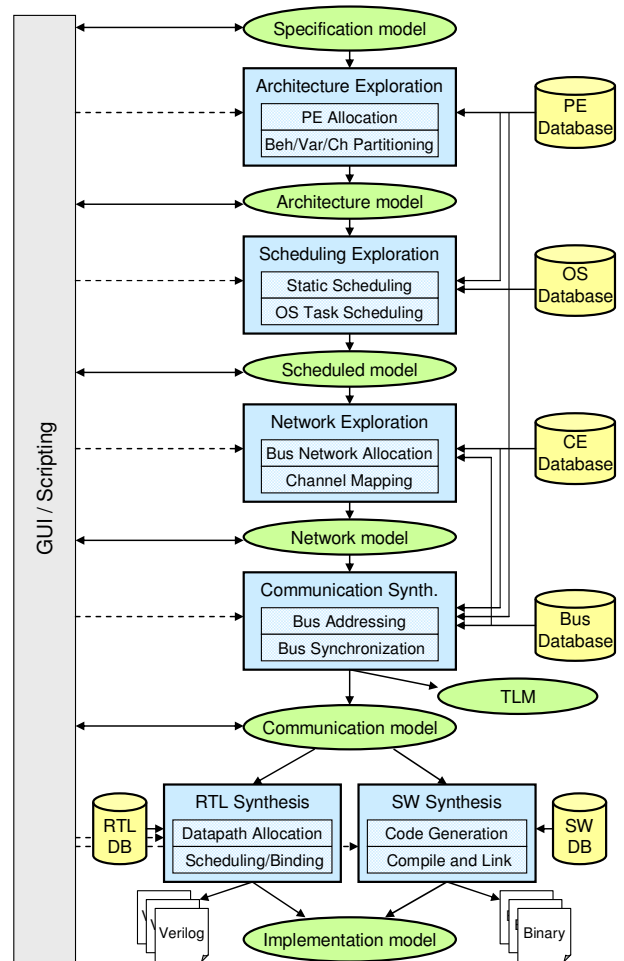 Specification model
Architecture Exploration
PE Allocation
Beh/Var/Ch Partitioning
PE
Database
Architecture model
Scheduling Exploration
Static Scheduling
OS Task Scheduling
OS
Database
Scheduled model
GUI / Scripting
Network Exploration
Bus Network Allocation
Channel Mapping
CE
Database
Network model
Communication Synth.
Bus Addressing
Bus Synchronization
Bus
Database
TLM
Communication model
RTL
DB
RTL Synthesis
Datapath Allocation
Scheduling/Binding
SW Synthesis
Code Generation
Compile and Link
SW
DB
Verilog
Implementation model
Binary